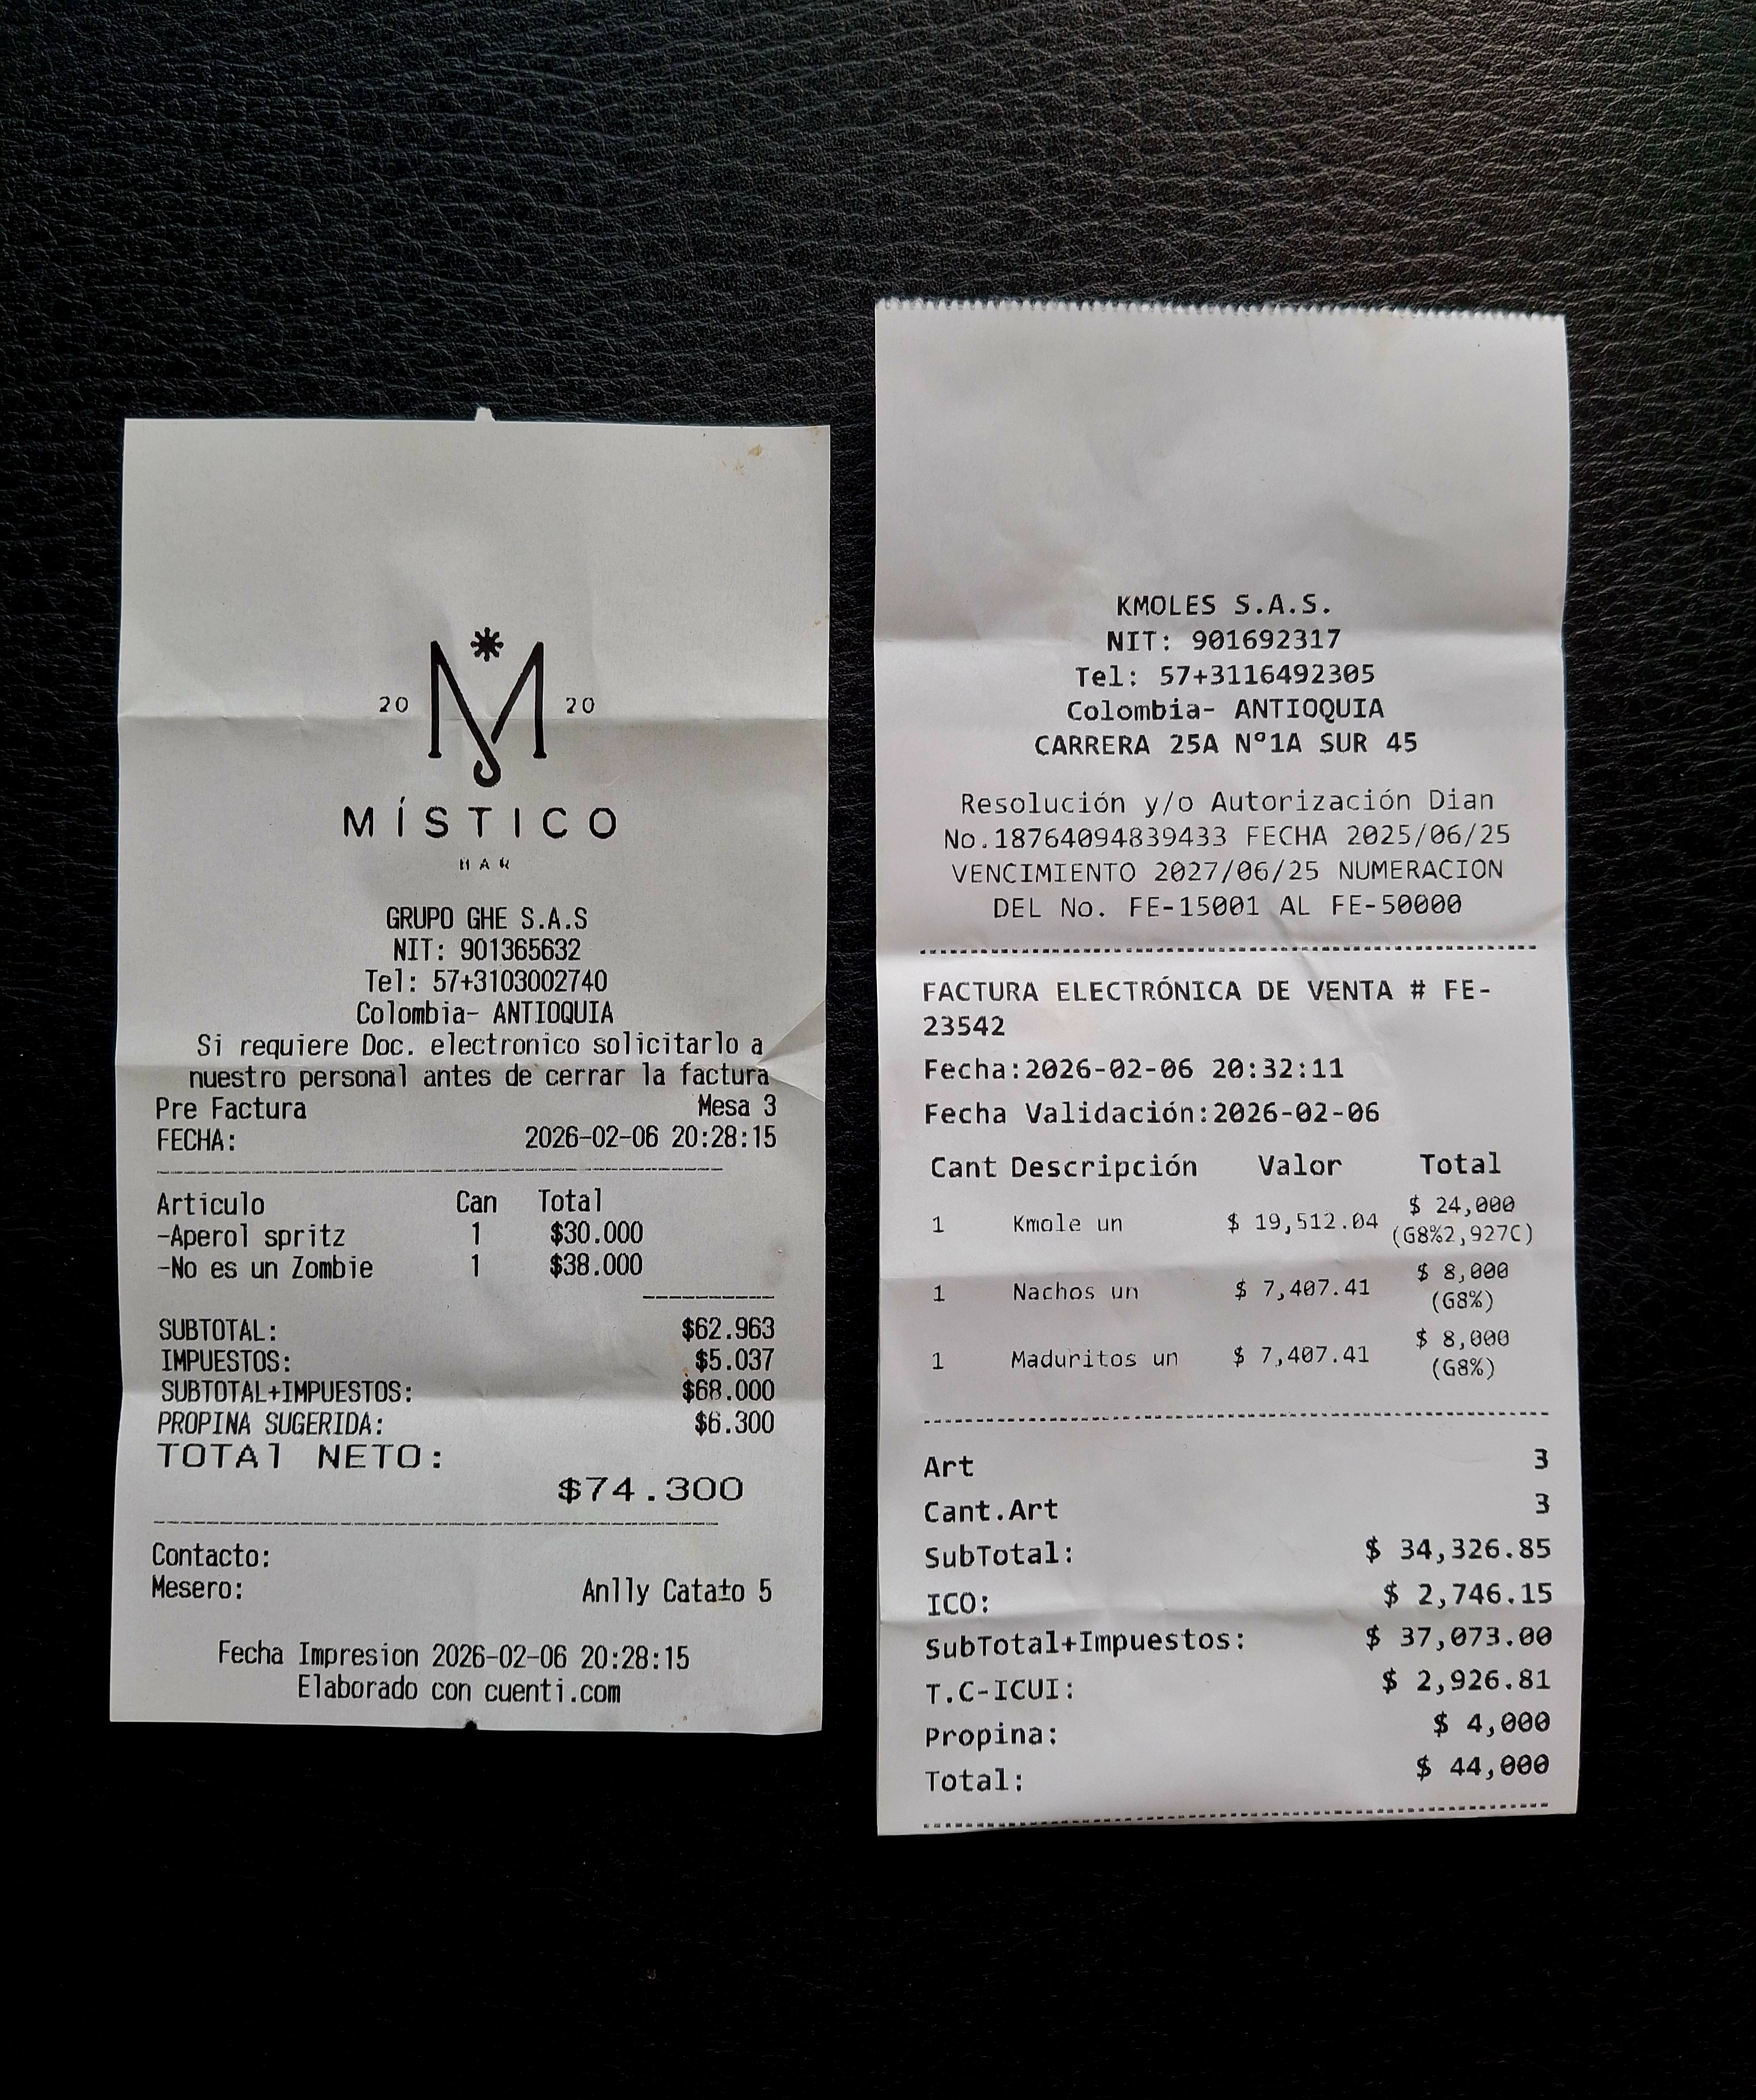 20 M 20
MÍSTICO
BAR
GRUPO GHE S.A.S
NIT: 901365632
Tel: 57+3103002740
Colombia- ANTIOQUIA
Si requiere Doc. electronico solicitarlo a
nuestro personal antes de cerrar la factura
Pre Factura Mesa 3
FECHA: 2026-02-06 20:28:15
Articulo Can Total
-Aperol spritz 1 $30.000
-No es un Zombie 1 $38.000
SUBTOTAL: $62.963
IMPUESTOS: $5.037
SUBTOTAL+IMPUESTOS: $68.000
PROPINA SUGERIDA: $6.300
TOTAl NETO:
$74.300
Contacto:
Mesero: Anlly Cata±o 5
Fecha Impresion 2026-02-06 20:28:15
Elaborado con cuenti.com
KMOLES S.A.S.
NIT: 901692317
Tel: 57+3116492305
Colombia- ANTIOQUIA
CARRERA 25A Nº1A SUR 45
Resolución y/o Autorización Dian
No.18764094839433 FECHA 2025/06/25
VENCIMIENTO 2027/06/25 NUMERACION
DEL No. FE-15001 AL FE-50000
FACTURA ELECTRÓNICA DE VENTA # FE-
23542
Fecha:2026-02-06 20:32:11
Fecha Validación:2026-02-06
Cant Descripción Valor Total
1 Kmole un $ 19,512.04 $ 24,000
(G8%2,927C)
1 Nachos un $ 7,407.41 $ 8,000
(G8%)
1 Maduritos un $ 7,407.41 $ 8,000
(G8%)
Art 3
Cant.Art 3
SubTotal: $ 34,326.85
ICO: $ 2,746.15
SubTotal+Impuestos: $ 37,073.00
T.C-ICUI: $ 2,926.81
Propina: $ 4,000
Total: $ 44,000